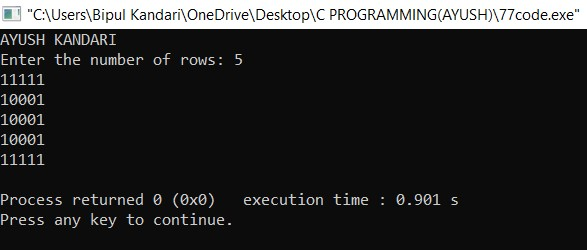 "C:\Users\Bipul Kandari\OneDrive\Desktop\C PROGRAMMING(AYUSH)\77code.exe"
AYUSH KANDARI
Enter the number of rows: 5
11111
10001
10001
10001
11111
Process returned 0 (0x0)   execution time : 0.901 s
Press any key to continue.